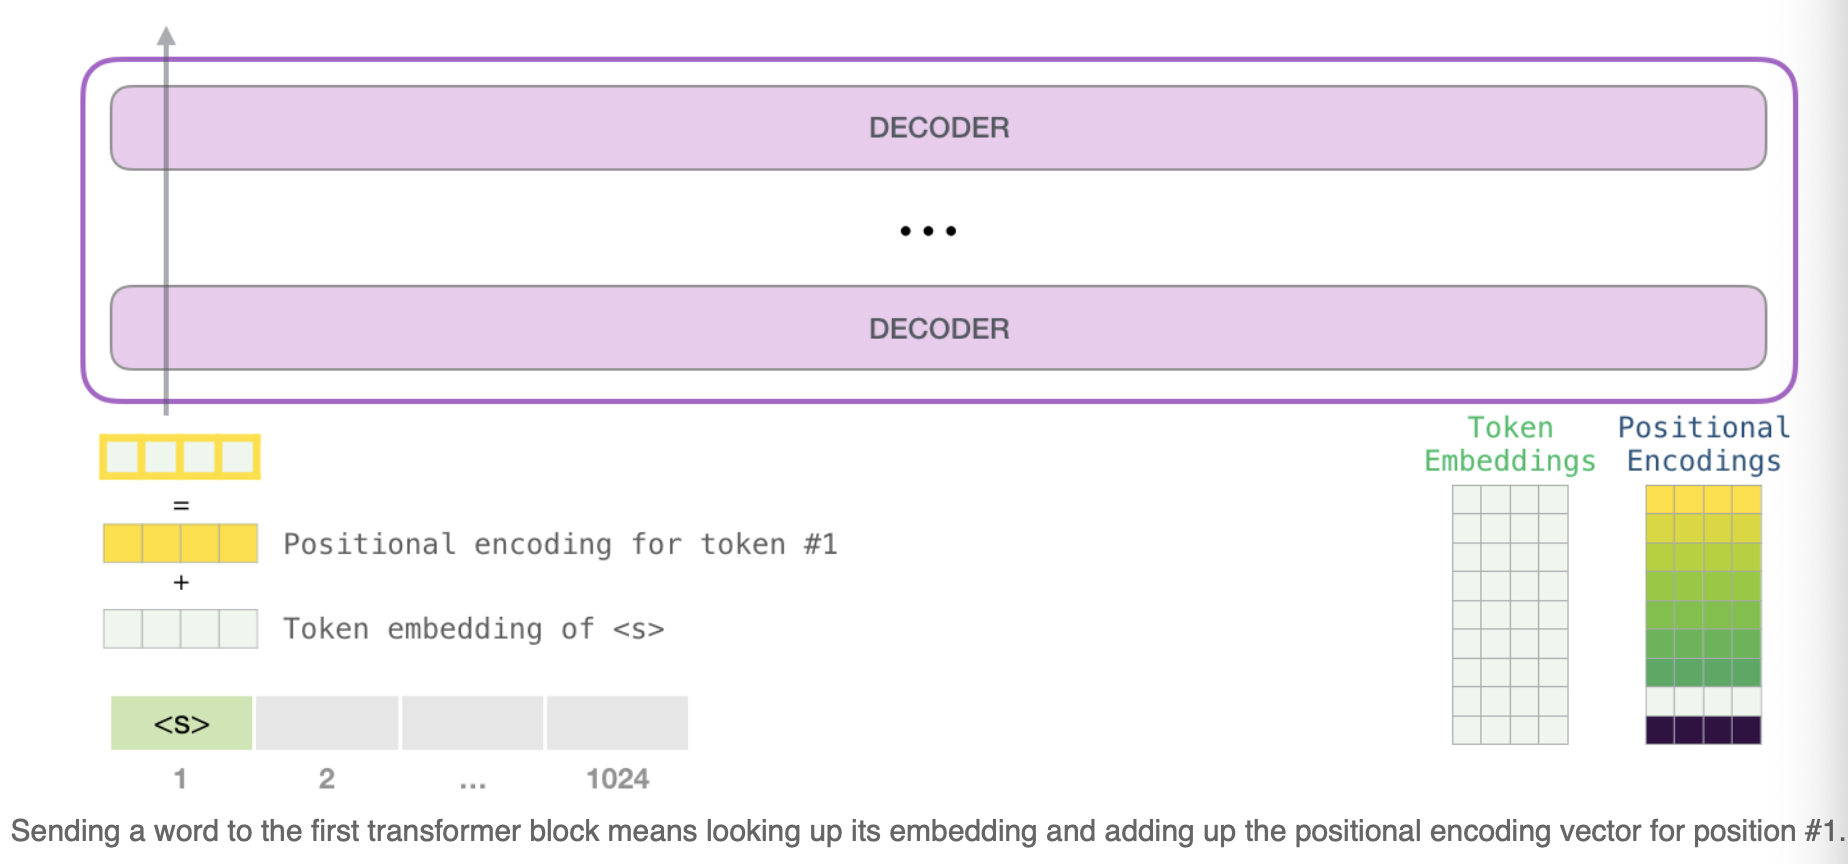 DECODER
...
DECODER
Token Embeddings
Positional Encodings
=
Positional encoding for token #1
+
Token embedding of <s>
<s>
1 2 ... 1024
Sending a word to the first transformer block means looking up its embedding and adding up the positional encoding vector for position #1.